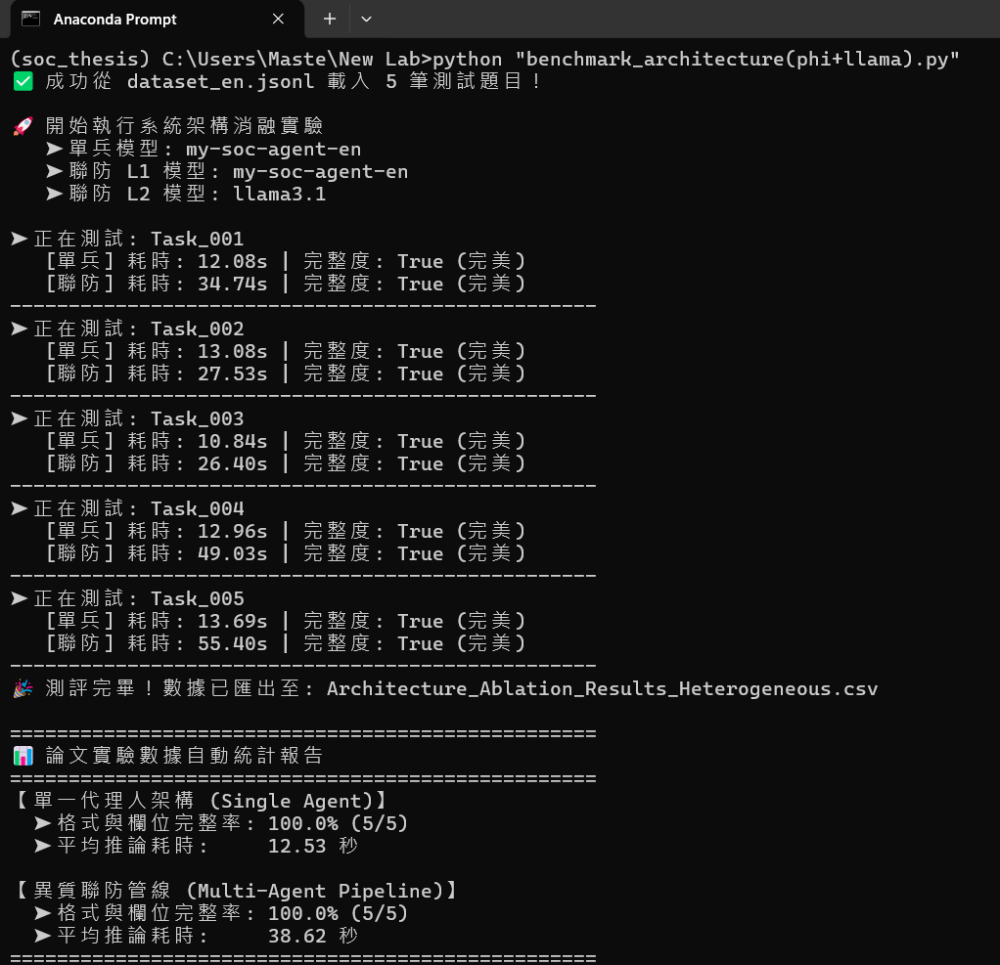 Anaconda Prompt
(soc_thesis) C:\Users\Maste\New Lab>python "benchmark_architecture(phi+llama).py"
✅ 成功從 dataset_en.jsonl 載入 5 筆測試題目！
🚀 開始執行系統架構消融實驗
➤ 單兵模型: my-soc-agent-en
➤ 聯防 L1 模型: my-soc-agent-en
➤ 聯防 L2 模型: llama3.1
➤ 正在測試: Task_001
[單兵] 耗時: 12.08s | 完整度: True (完美)
[聯防] 耗時: 34.74s | 完整度: True (完美)
--------------------------------------------------
➤ 正在測試: Task_002
[單兵] 耗時: 13.08s | 完整度: True (完美)
[聯防] 耗時: 27.53s | 完整度: True (完美)
--------------------------------------------------
➤ 正在測試: Task_003
[單兵] 耗時: 10.84s | 完整度: True (完美)
[聯防] 耗時: 26.40s | 完整度: True (完美)
--------------------------------------------------
➤ 正在測試: Task_004
[單兵] 耗時: 12.96s | 完整度: True (完美)
[聯防] 耗時: 49.03s | 完整度: True (完美)
--------------------------------------------------
➤ 正在測試: Task_005
[單兵] 耗時: 13.69s | 完整度: True (完美)
[聯防] 耗時: 55.40s | 完整度: True (完美)
--------------------------------------------------
🎉 測評完畢！數據已匯出至: Architecture_Ablation_Results_Heterogeneous.csv
==================================================
📊 論文實驗數據自動統計報告
==================================================
【單一代理人架構 (Single Agent)】
➤ 格式與欄位完整率: 100.0% (5/5)
➤ 平均推論耗時: 12.53 秒
【異質聯防管線 (Multi-Agent Pipeline)】
➤ 格式與欄位完整率: 100.0% (5/5)
➤ 平均推論耗時: 38.62 秒
==================================================